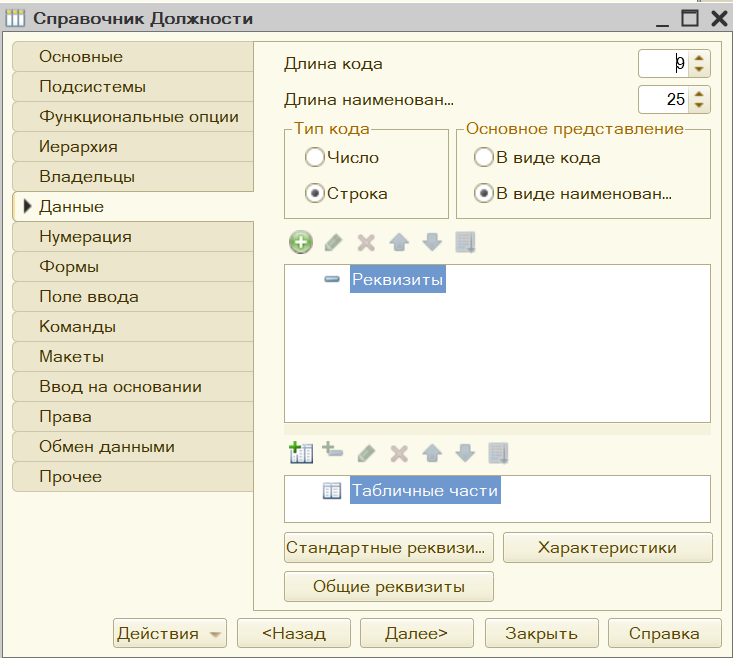 Справочник Должности
Основные
Подсистемы
Функциональные опции
Иерархия
Владельцы
Данные
Нумерация
Формы
Поле ввода
Команды
Макеты
Ввод на основании
Права
Обмен данными
Прочее
Длина кода 9
Длина наименован... 25
Тип кода
Число
Строка
Основное представление
В виде кода
В виде наименован...
Реквизиты
Табличные части
Стандартные реквизи... Характеристики
Общие реквизиты
Действия <Назад Далее> Закрыть Справка